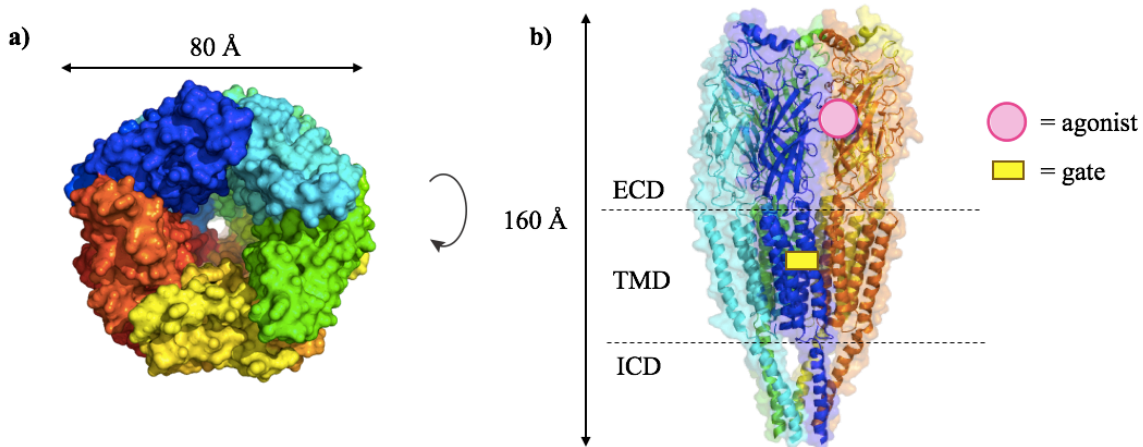 a)
80 Å
b)
160 Å
ECD
TMD
ICD
= agonist
= gate